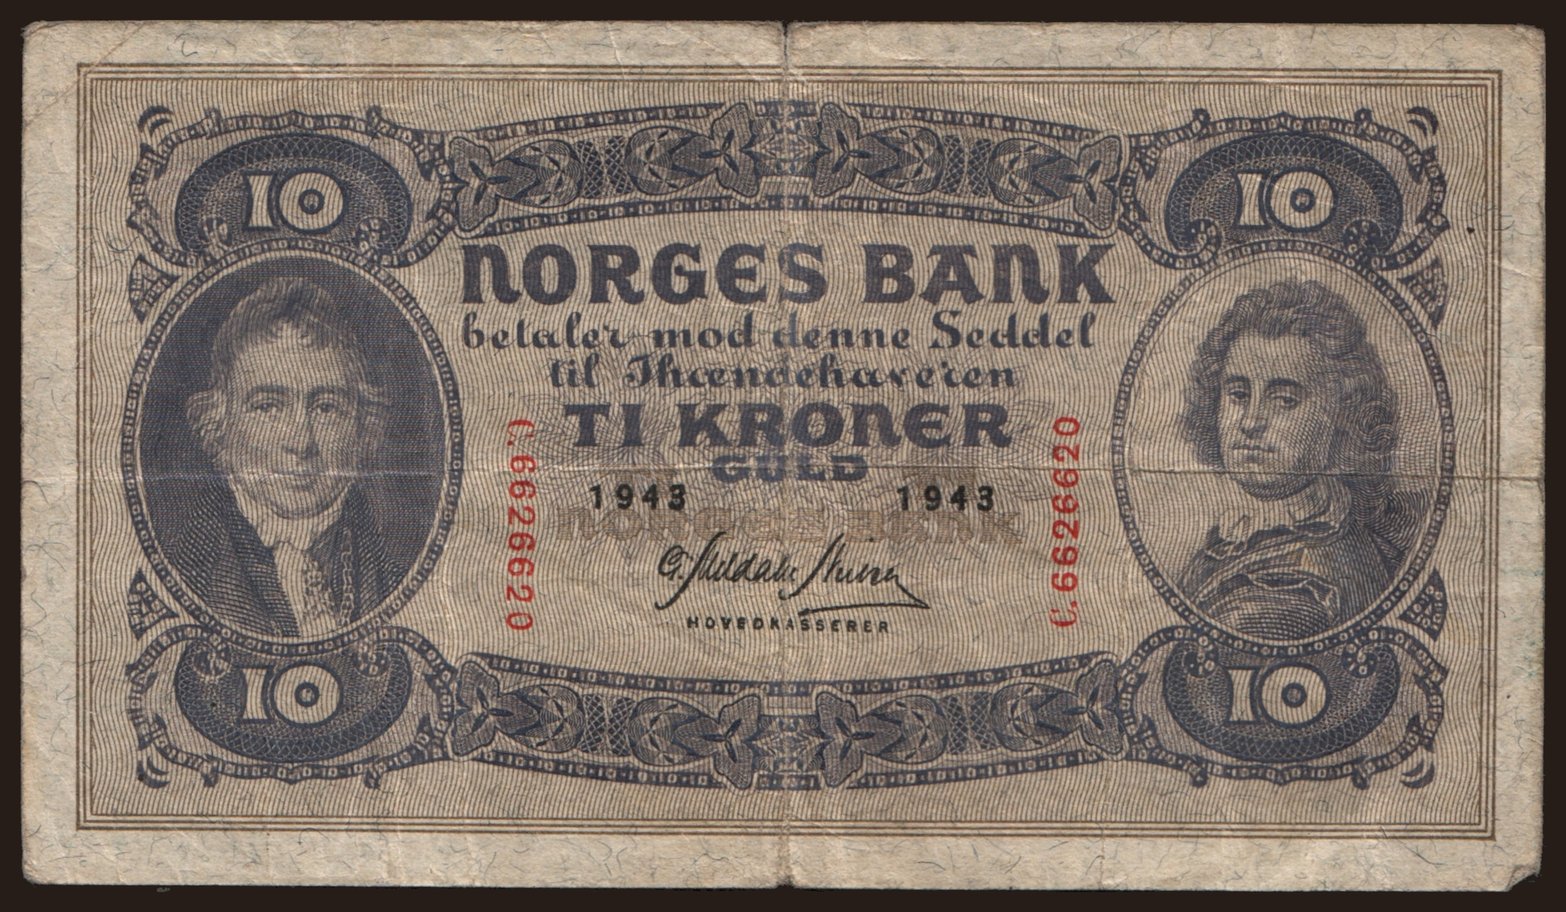 10 10
NORGES BANK
betaler mod denne Seddel
til Ihændehaveren
TI KRONER
GULD
1943 1943
NORGES BANK
C.6626620 C.6626620
HOVEDKASSERER
10 10